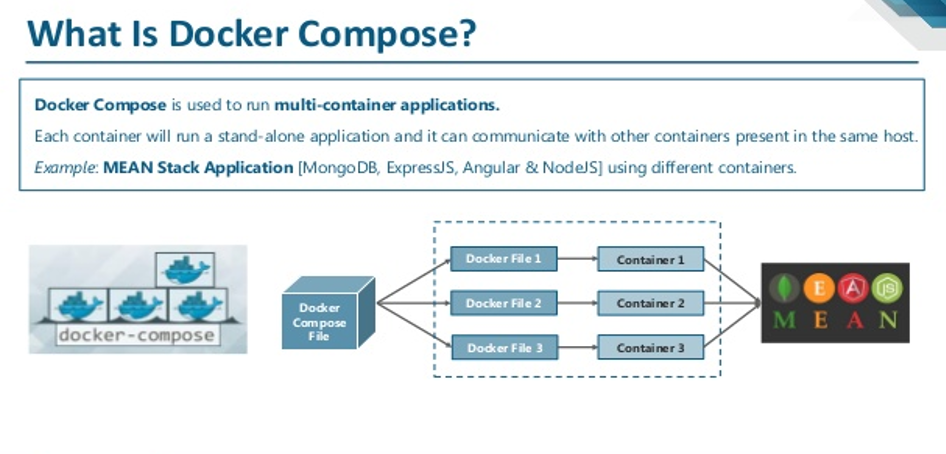 What Is Docker Compose?
Docker Compose is used to run multi-container applications.
Each container will run a stand-alone application and it can communicate with other containers present in the same host.
Example: MEAN Stack Application [MongoDB, ExpressJS, Angular & NodeJS] using different containers.
docker-compose
Docker
Compose
File
Docker File 1
Container 1
Docker File 2
Container 2
Docker File 3
Container 3
E A JS
M E A N